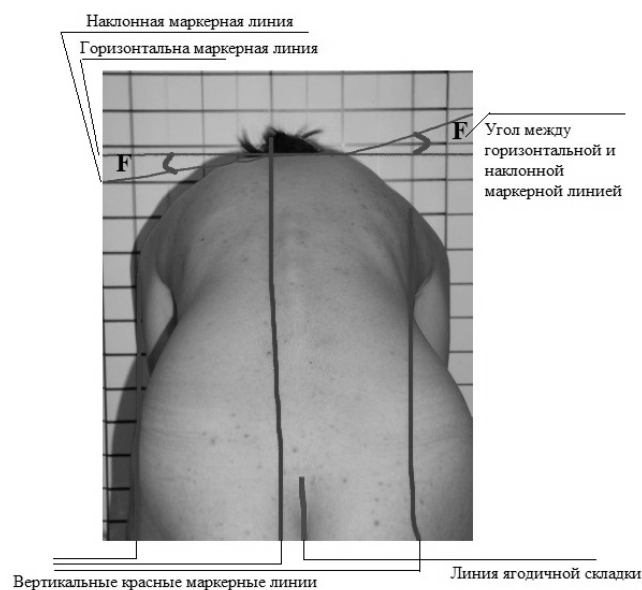 Наклонная маркерная линия
Горизонтальна маркерная линия
F
F
Угол между
горизонтальной и
наклонной
маркерной линией
Линия ягодичной складки
Вертикальные красные маркерные линии